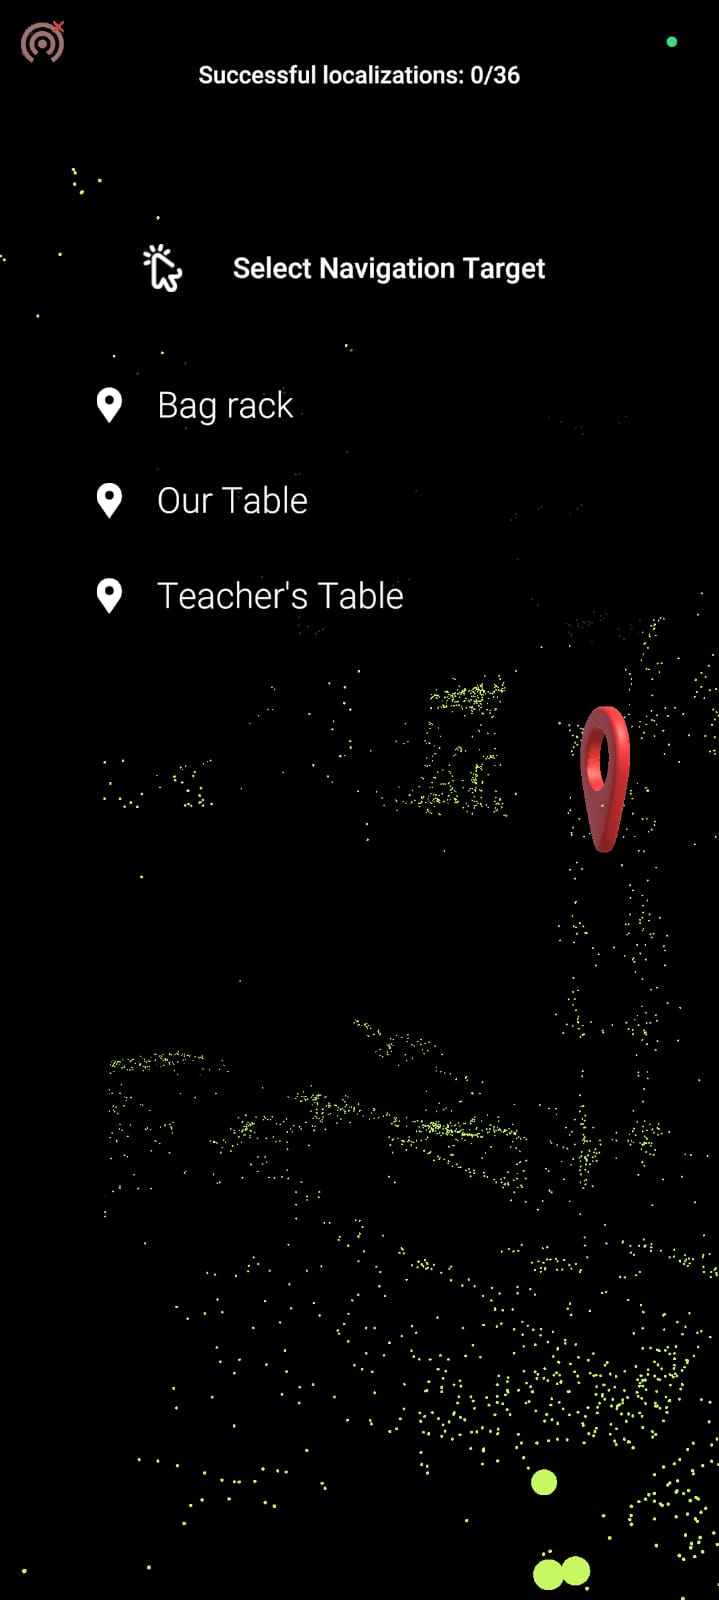 Successful localizations: 0/36
Select Navigation Target
Bag rack
Our Table
Teacher's Table